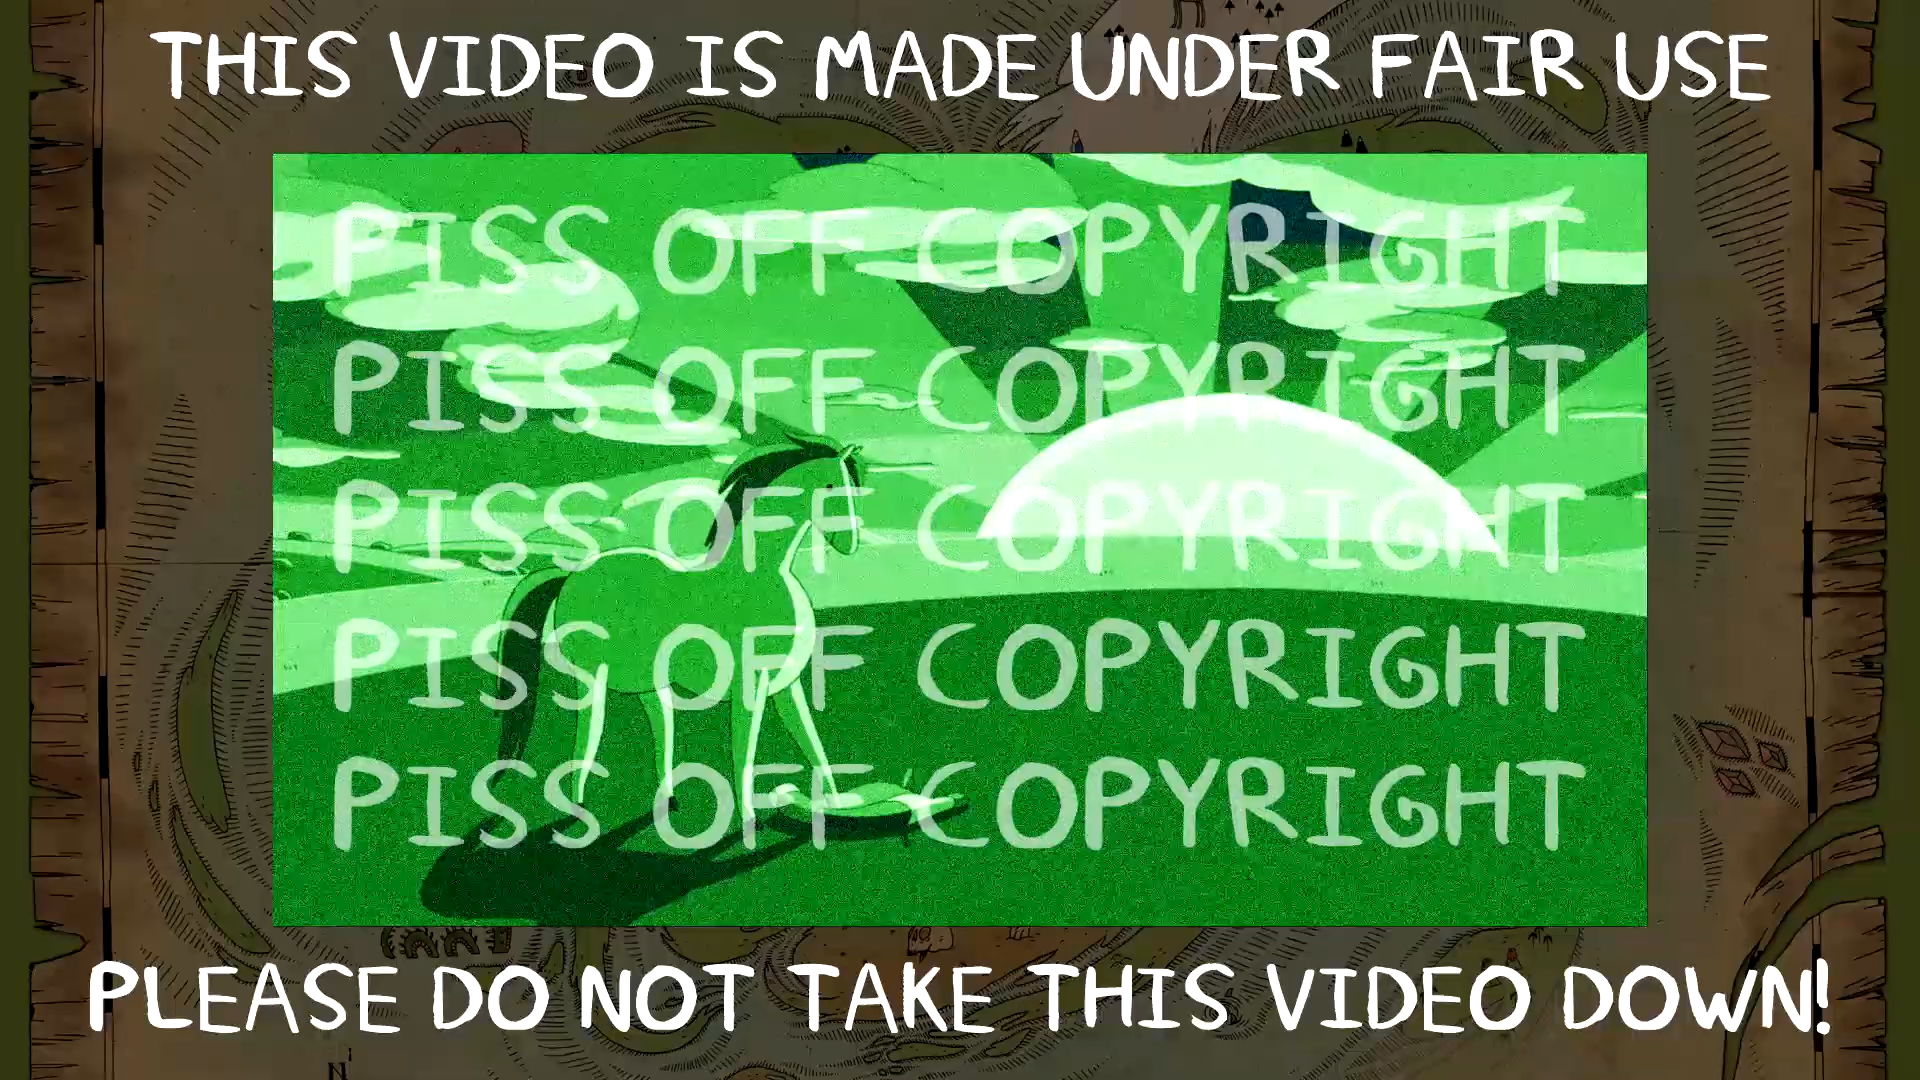 THIS VIDEO IS MADE UNDER FAIR USE
PISS OFF COPYRIGHT
PISS OFF COPYRIGHT
PISS OFF COPYRIGHT
PISS OFF COPYRIGHT
PISS OFF COPYRIGHT
PLEASE DO NOT TAKE THIS VIDEO DOWN!
N